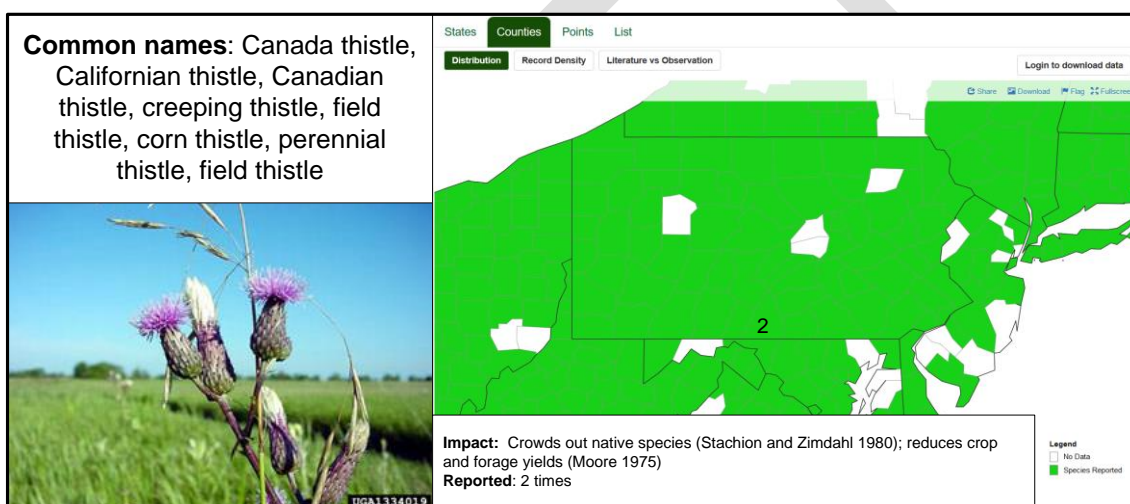 Common names: Canada thistle,
Californian thistle, Canadian
thistle, creeping thistle, field
thistle, corn thistle, perennial
thistle, field thistle
States Counties Points List
Distribution Record Density Literature vs Observation
Login to download data
Share Download Flag Fullscree
2
Impact: Crowds out native species (Stachion and Zimdahl 1980); reduces crop
and forage yields (Moore 1975)
Reported: 2 times
Legend
No Data
Species Reported
UGA1334019